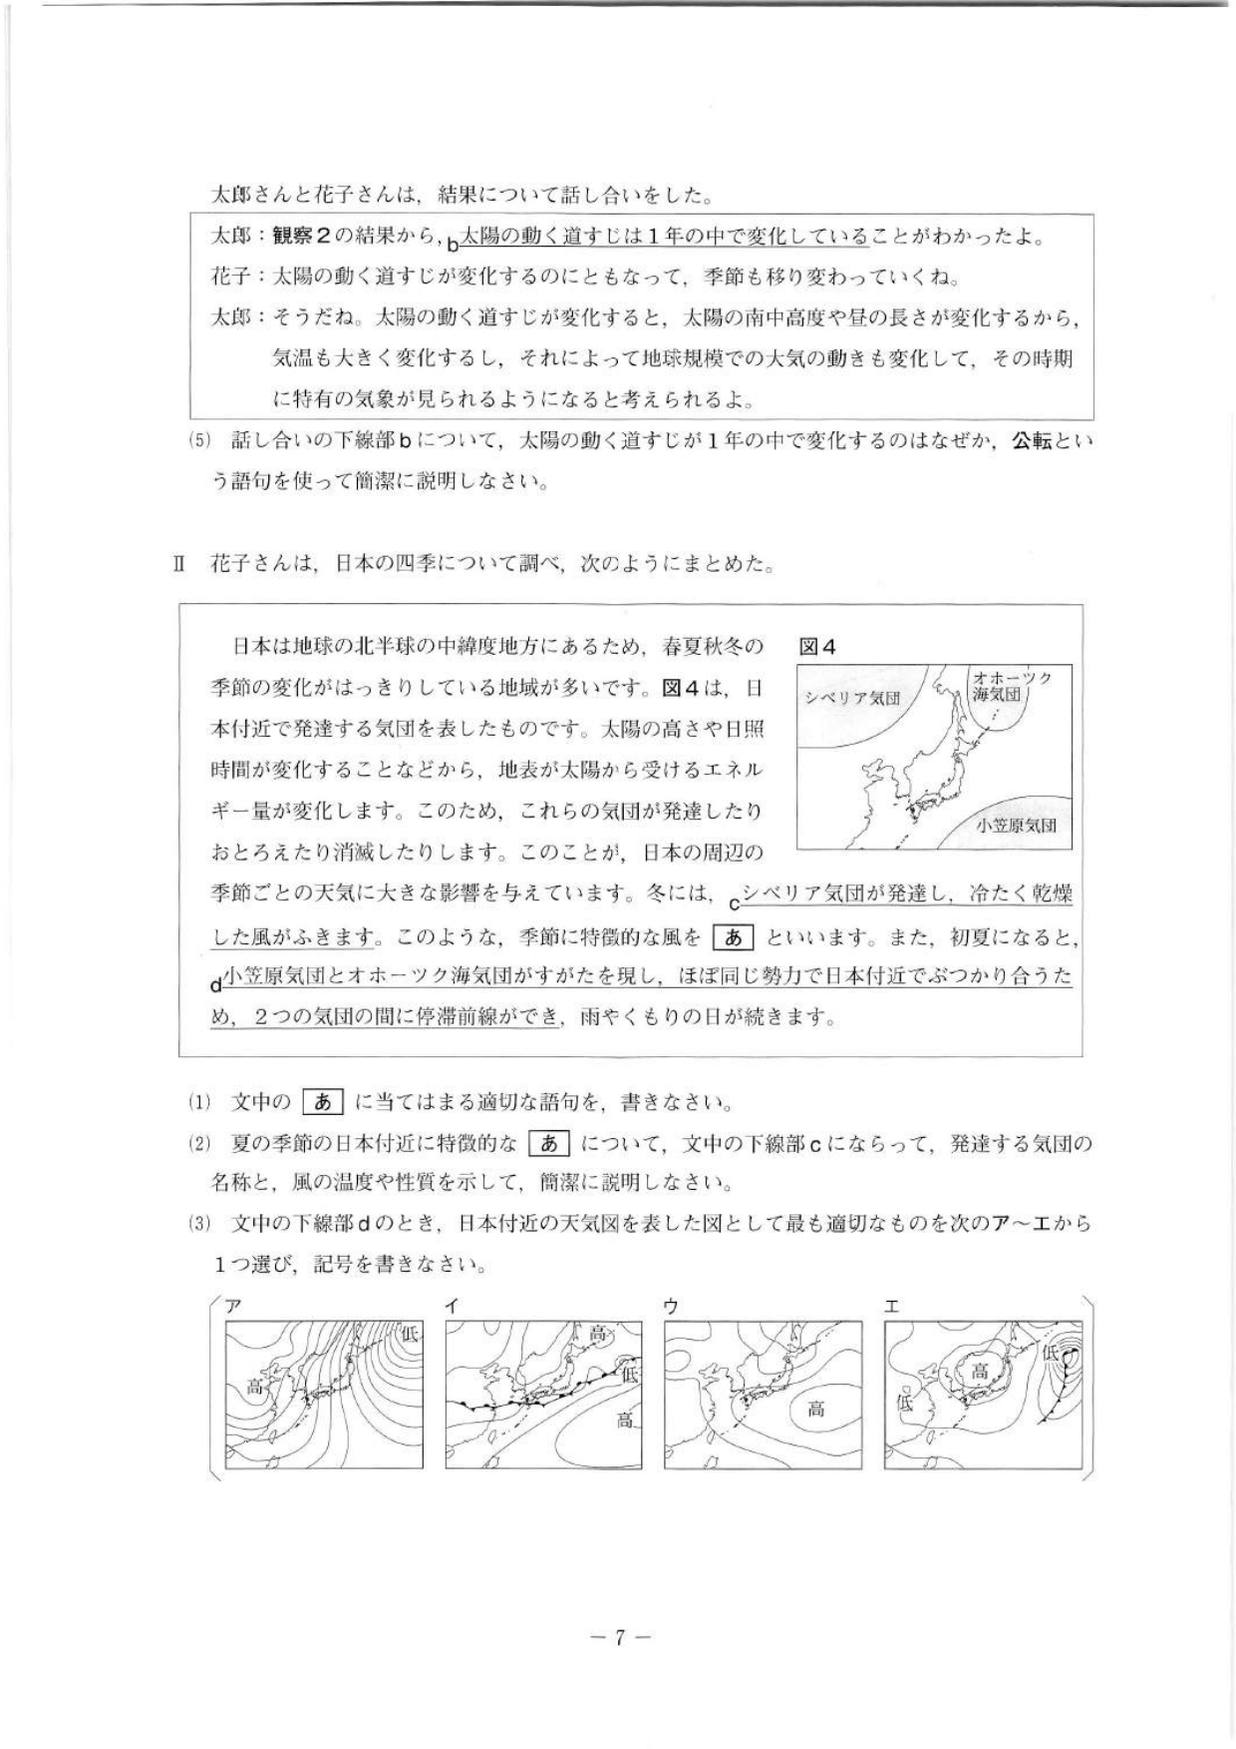 太郎さんと花子さんは，結果について話し合いをした。
太郎：観察２の結果から，b太陽の動く道すじは１年の中で変化していることがわかったよ。
花子：太陽の動く道すじが変化するのにともなって，季節も移り変わっていくね。
太郎：そうだね。太陽の動く道すじが変化すると，太陽の南中高度や昼の長さが変化するから，
気温も大きく変化するし，それによって地球規模での大気の動きも変化して，その時期
に特有の気象が見られるようになると考えられるよ。
(5) 話し合いの下線部bについて，太陽の動く道すじが１年の中で変化するのはなぜか，公転とい
う語句を使って簡潔に説明しなさい。
Ⅱ 花子さんは，日本の四季について調べ，次のようにまとめた。
日本は地球の北半球の中緯度地方にあるため，春夏秋冬の
季節の変化がはっきりしている地域が多いです。図４は，日
本付近で発達する気団を表したものです。太陽の高さや日照
時間が変化することなどから，地表が太陽から受けるエネル
ギー量が変化します。このため，これらの気団が発達したり
おとろえたり消滅したりします。このことが，日本の周辺の
図４
シベリア気団
オホーツク
海気団
小笠原気団
季節ごとの天気に大きな影響を与えています。冬には，cシベリア気団が発達し，冷たく乾燥
した風がふきます。このような，季節に特徴的な風を あ といいます。また，初夏になると，
d小笠原気団とオホーツク海気団がすがたを現し，ほぼ同じ勢力で日本付近でぶつかり合うた
め，２つの気団の間に停滞前線ができ，雨やくもりの日が続きます。
(1) 文中の あ に当てはまる適切な語句を，書きなさい。
(2) 夏の季節の日本付近に特徴的な あ について，文中の下線部cにならって，発達する気団の
名称と，風の温度や性質を示して，簡潔に説明しなさい。
(3) 文中の下線部dのとき，日本付近の天気図を表した図として最も適切なものを次のア～エから
１つ選び，記号を書きなさい。
ア イ ウ エ
高 低
高 低 高
高
高 低 低
－ 7 －